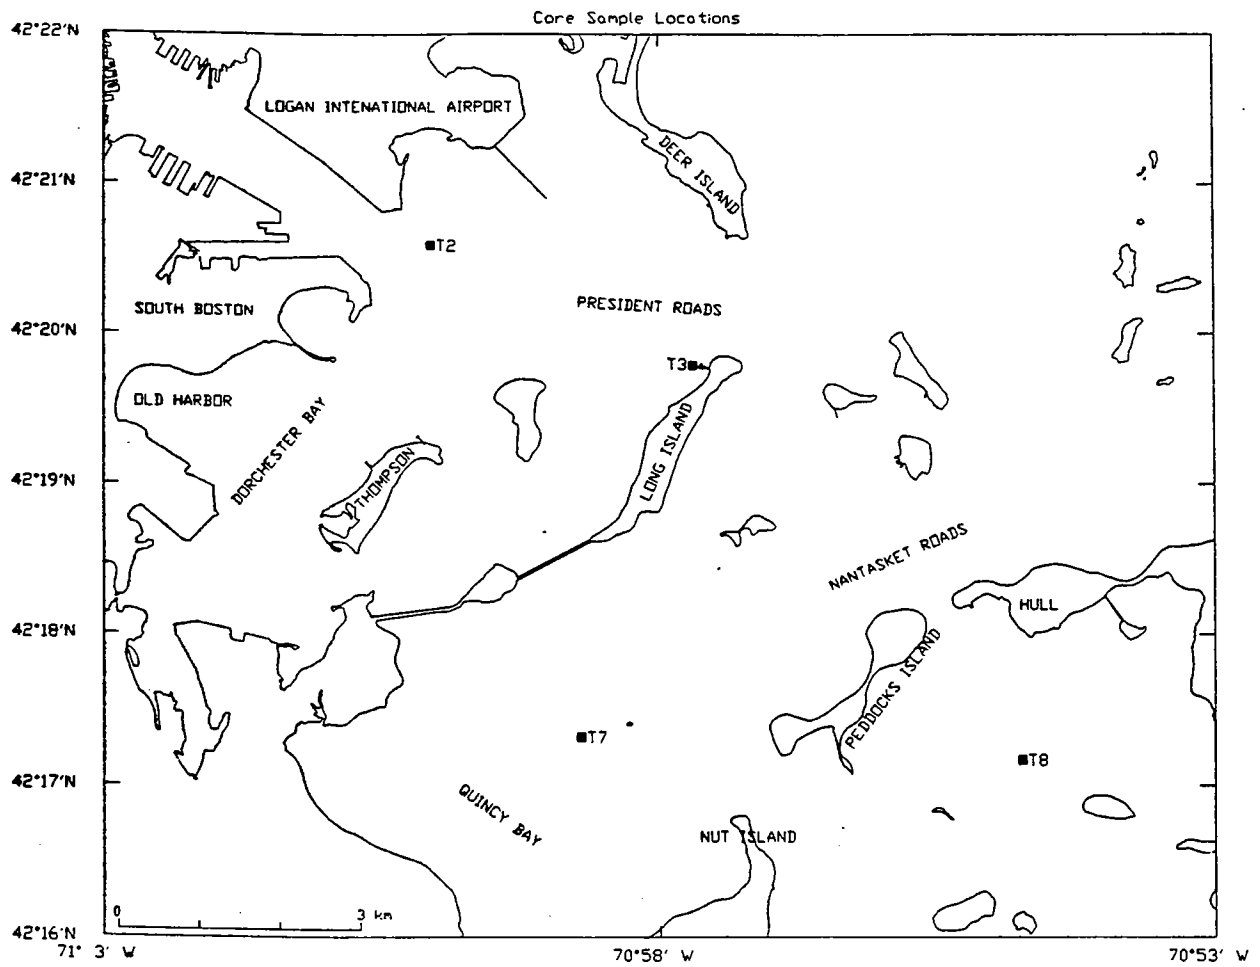 Core Sample Locations
42°22'N
LOGAN INTENATIONAL AIRPORT
DEER ISLAND
42°21'N
T2
SOUTH BOSTON
PRESIDENT ROADS
42°20'N
T3
OLD HARBOR
DORCHESTER BAY
LONG ISLAND
42°19'N
THOMPSON
NANTASKET ROADS
HULL
42°18'N
PEDDOCKS ISLAND
T7
T8
42°17'N
QUINCY BAY
NUT ISLAND
0 3 km
42°16'N
71° 3' W 70°58' W 70°53' W